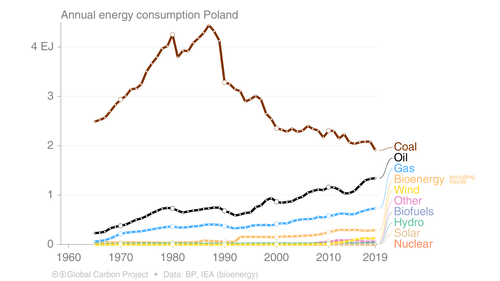 Annual energy consumption Poland
4 EJ
3
2
1
0
1960
1970
1980
1990
2000
2010
2019
Coal
Oil
Gas
Bioenergy excluding liquids
Wind
Other
Biofuels
Hydro
Solar
Nuclear
Global Carbon Project • Data: BP, IEA (bioenergy)